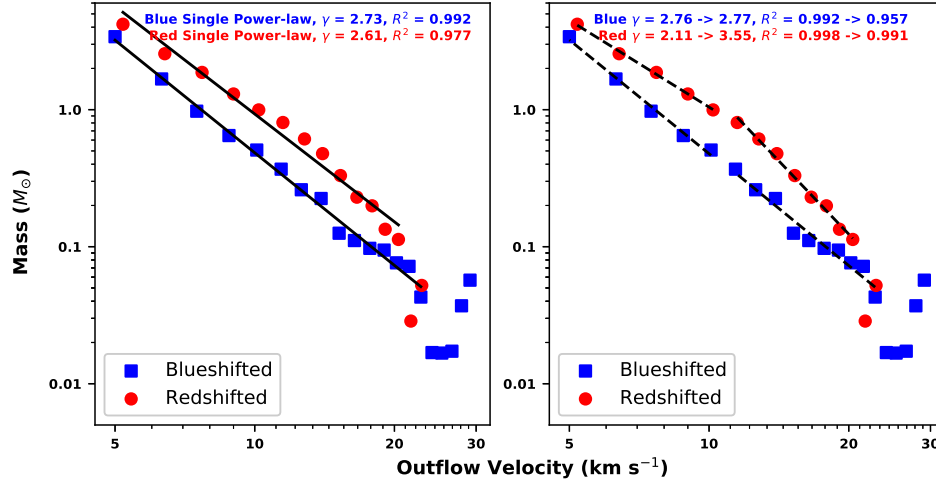 Blue Single Power-law, γ = 2.73, R² = 0.992
Red Single Power-law, γ = 2.61, R² = 0.977
Blue γ = 2.76 -> 2.77, R² = 0.992 -> 0.957
Red γ = 2.11 -> 3.55, R² = 0.998 -> 0.991
Mass (M⊙)
1.0
0.1
0.01
1.0
0.1
0.01
Blueshifted
Redshifted
Blueshifted
Redshifted
5 10 20 30
5 10 20 30
Outflow Velocity (km s⁻¹)